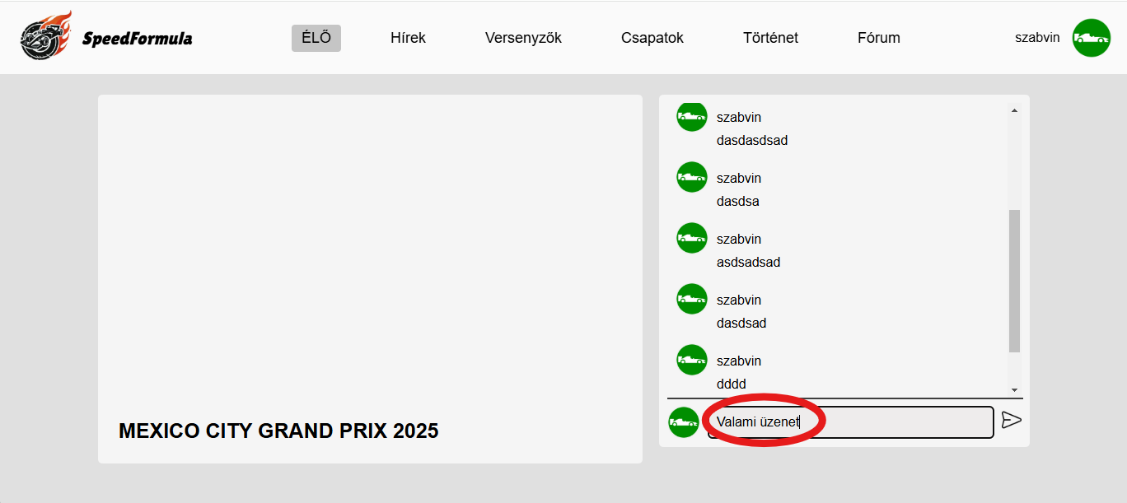 SpeedFormula
ÉLŐ
Hírek
Versenyzők
Csapatok
Történet
Fórum
szabvin
MEXICO CITY GRAND PRIX 2025
szabvin
dasdasdsad
szabvin
dasdsa
szabvin
asdsadsad
szabvin
dasdsad
szabvin
dddd
Valami üzenet